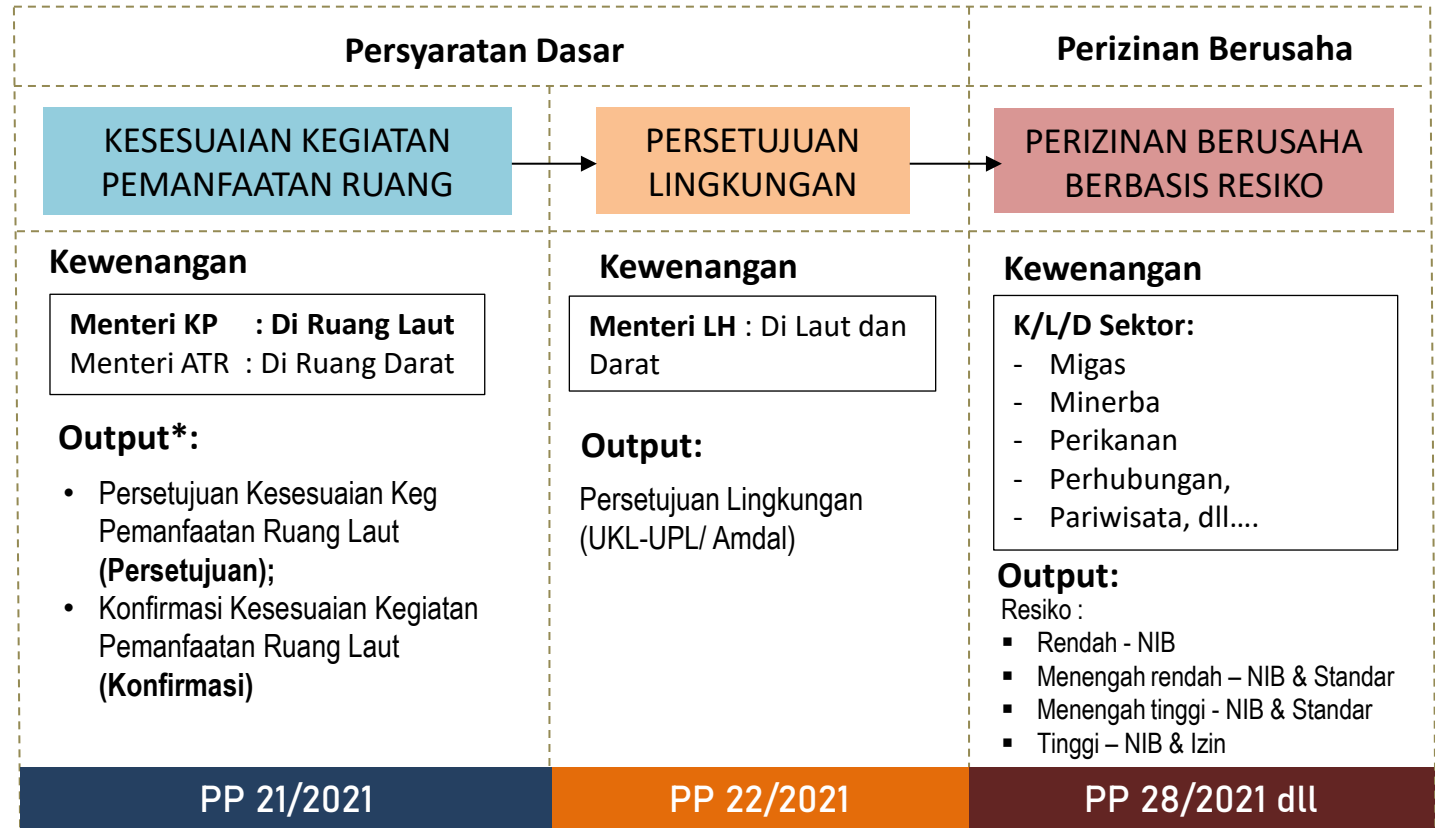 Persyaratan Dasar
Perizinan Berusaha
KESESUAIAN KEGIATAN
PEMANFAATAN RUANG
PERSETUJUAN
LINGKUNGAN
PERIZINAN BERUSAHA
BERBASIS RESIKO
Kewenangan
Menteri KP : Di Ruang Laut
Menteri ATR : Di Ruang Darat
Output*:
• Persetujuan Kesesuaian Keg
Pemanfaatan Ruang Laut
(Persetujuan);
• Konfirmasi Kesesuaian Kegiatan
Pemanfaatan Ruang Laut
(Konfirmasi)
Kewenangan
Menteri LH : Di Laut dan
Darat
Output:
Persetujuan Lingkungan
(UKL-UPL/ Amdal)
Kewenangan
K/L/D Sektor:
- Migas
- Minerba
- Perikanan
- Perhubungan,
- Pariwisata, dll....
Output:
Resiko :
▪ Rendah - NIB
▪ Menengah rendah – NIB & Standar
▪ Menengah tinggi - NIB & Standar
▪ Tinggi – NIB & Izin
PP 21/2021
PP 22/2021
PP 28/2021 dll